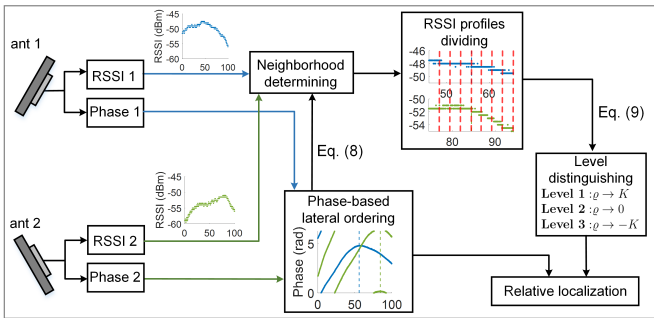 ant 1
RSSI 1
Phase 1
RSSI (dBm)
-45
-50
-55
-60
0 50 100
Neighborhood
determining
RSSI profiles
dividing
-46
-48
-50
50 60
-50
-52
-54
80 90
Eq. (8)
Eq. (9)
Level
distinguishing
Level 1 :ϱ → K
Level 2 : ϱ → 0
Level 3 : ϱ → −K
ant 2
RSSI 2
Phase 2
RSSI (dBm)
-45
-50
-55
-60
0 50 100
Phase-based
lateral ordering
Phase (rad)
5
0
0 100
Relative localization